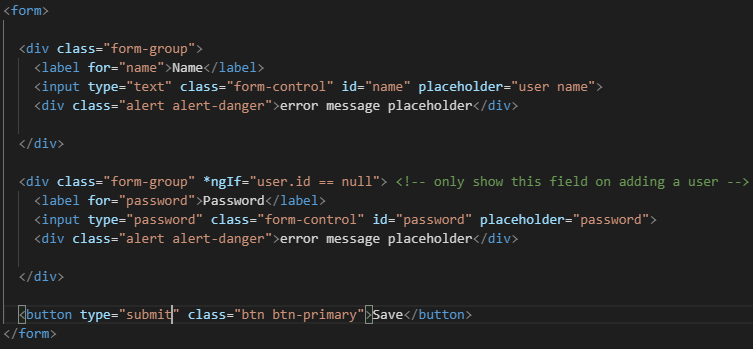 <form>
<div class="form-group">
<label for="name">Name</label>
<input type="text" class="form-control" id="name" placeholder="user name">
<div class="alert alert-danger">error message placeholder</div>
</div>
<div class="form-group" *ngIf="user.id == null"> <!-- only show this field on adding a user -->
<label for="password">Password</label>
<input type="password" class="form-control" id="password" placeholder="password">
<div class="alert alert-danger">error message placeholder</div>
</div>
<button type="submit" class="btn btn-primary">Save</button>
</form>